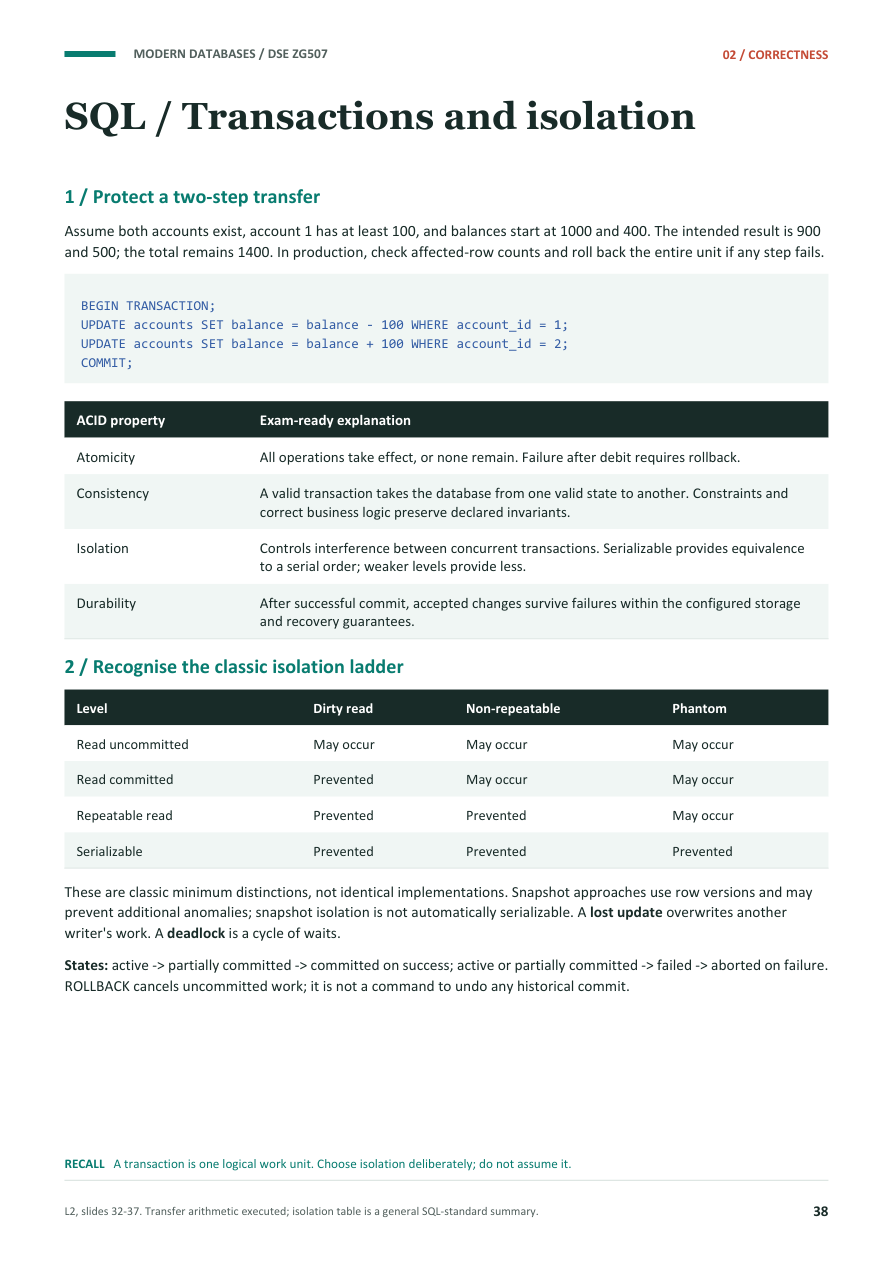 MODERN DATABASES / DSE ZG507
02 / CORRECTNESS
SQL / Transactions and isolation
1 / Protect a two-step transfer
Assume both accounts exist, account 1 has at least 100, and balances start at 1000 and 400. The intended result is 900
and 500; the total remains 1400. In production, check affected-row counts and roll back the entire unit if any step fails.
BEGIN TRANSACTION;
UPDATE accounts SET balance = balance - 100 WHERE account_id = 1;
UPDATE accounts SET balance = balance + 100 WHERE account_id = 2;
COMMIT;
ACID property Exam-ready explanation
Atomicity All operations take effect, or none remain. Failure after debit requires rollback.
Consistency A valid transaction takes the database from one valid state to another. Constraints and
correct business logic preserve declared invariants.
Isolation Controls interference between concurrent transactions. Serializable provides equivalence
to a serial order; weaker levels provide less.
Durability After successful commit, accepted changes survive failures within the configured storage
and recovery guarantees.
2 / Recognise the classic isolation ladder
Level Dirty read Non-repeatable Phantom
Read uncommitted May occur May occur May occur
Read committed Prevented May occur May occur
Repeatable read Prevented Prevented May occur
Serializable Prevented Prevented Prevented
These are classic minimum distinctions, not identical implementations. Snapshot approaches use row versions and may
prevent additional anomalies; snapshot isolation is not automatically serializable. A lost update overwrites another
writer's work. A deadlock is a cycle of waits.
States: active -> partially committed -> committed on success; active or partially committed -> failed -> aborted on failure.
ROLLBACK cancels uncommitted work; it is not a command to undo any historical commit.
RECALL A transaction is one logical work unit. Choose isolation deliberately; do not assume it.
L2, slides 32-37. Transfer arithmetic executed; isolation table is a general SQL-standard summary.
38